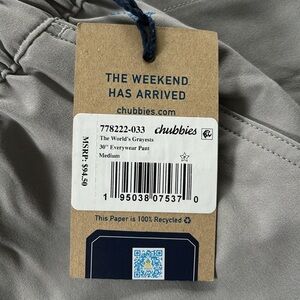 THE WEEKEND
HAS ARRIVED
chubbies.com
778222-033 chubbies
The World's Grayests
30" Everywear Pant
Medium
MSRP: $94.50
1 95038 07537 0
This Paper is 100% Recycled